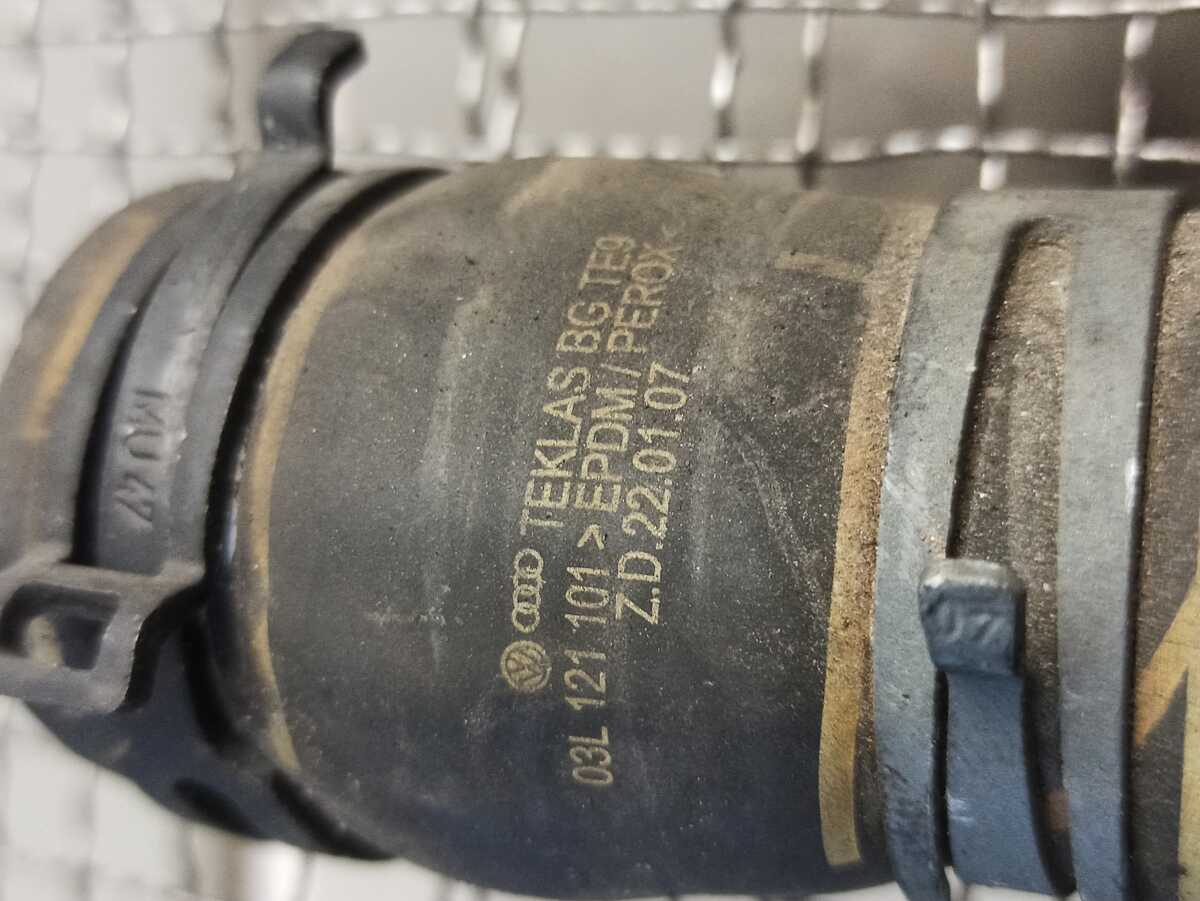 TEKLAS BG TE9
03L 121 101 >EPDM / PEROX<
Z.D.22.01.07